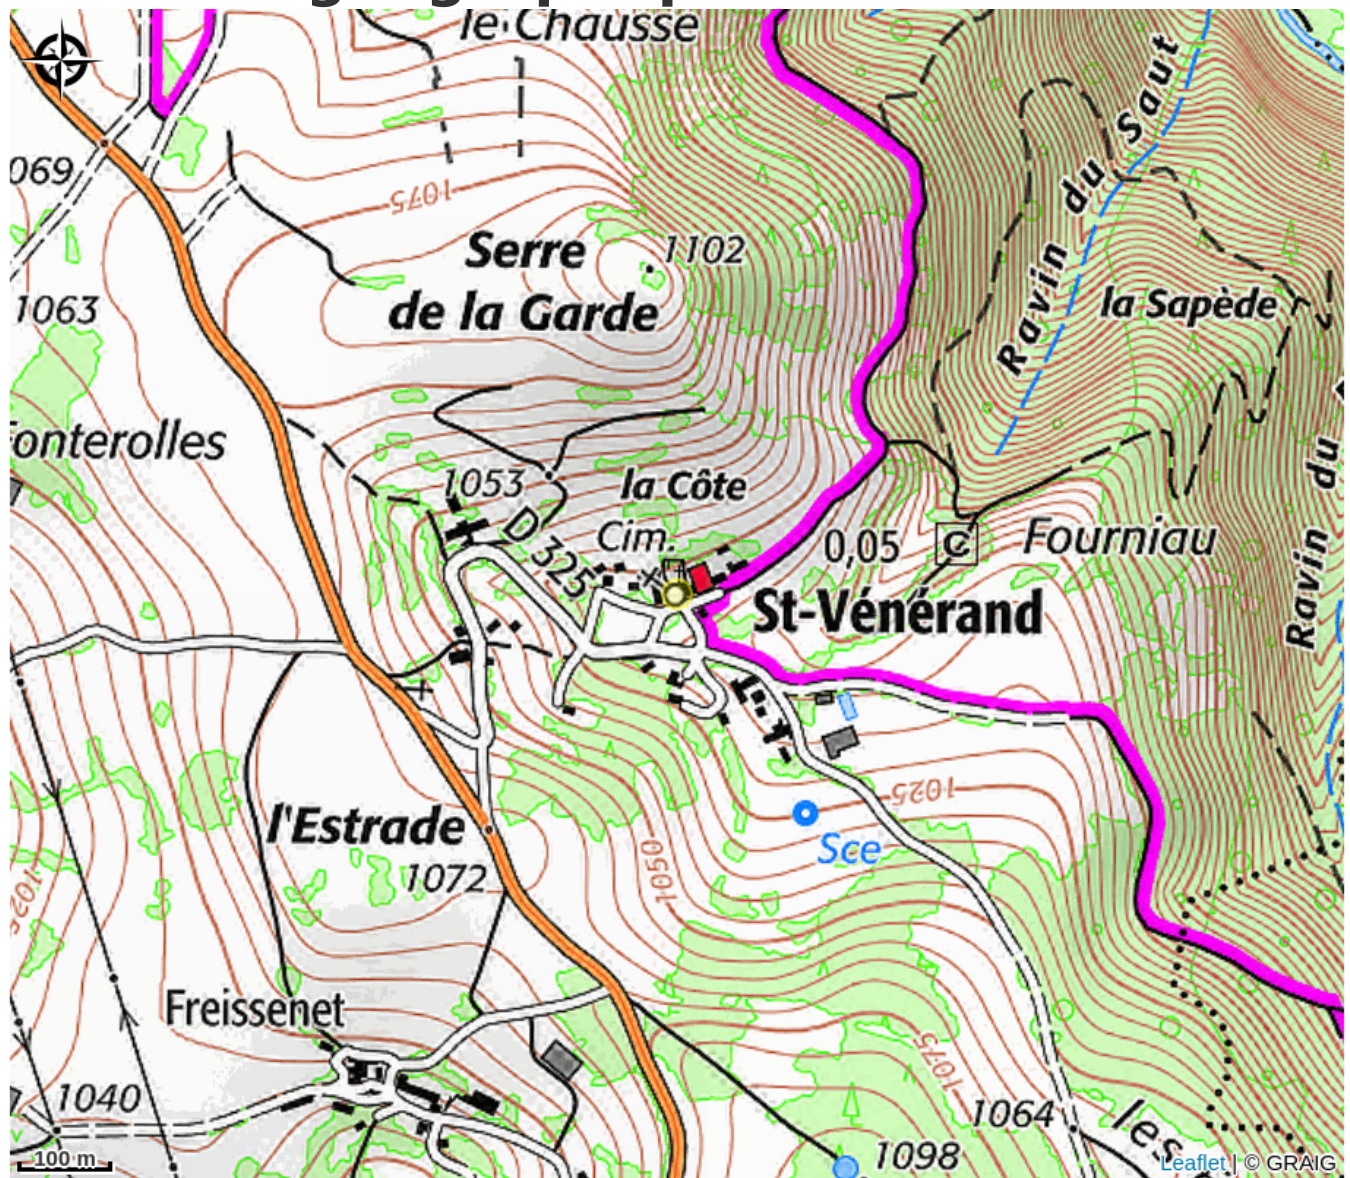 le Chausse
069
1075
Serre
de la Garde
1102
1063
Ravin du Saut
la Sapède
Fonterolles
1053
la Côte
D 325
Cim.
0,05
C
Fourniau
St-Vénérand
Ravin du
1025
l'Estrade
Sce
1050
1072
1025
Freissenet
1075
1040
1064
les
1098
100 m
Leaflet | © GRAIG